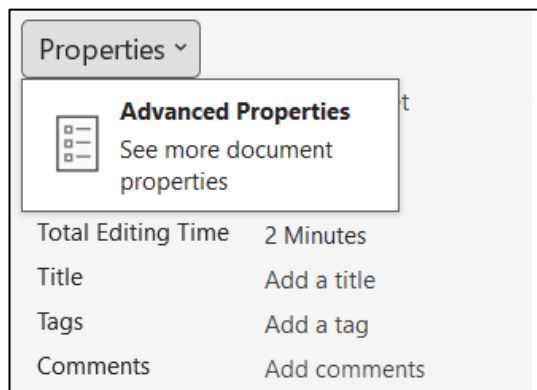 Properties
Advanced Properties
See more document
properties
Total Editing Time 2 Minutes
Title Add a title
Tags Add a tag
Comments Add comments